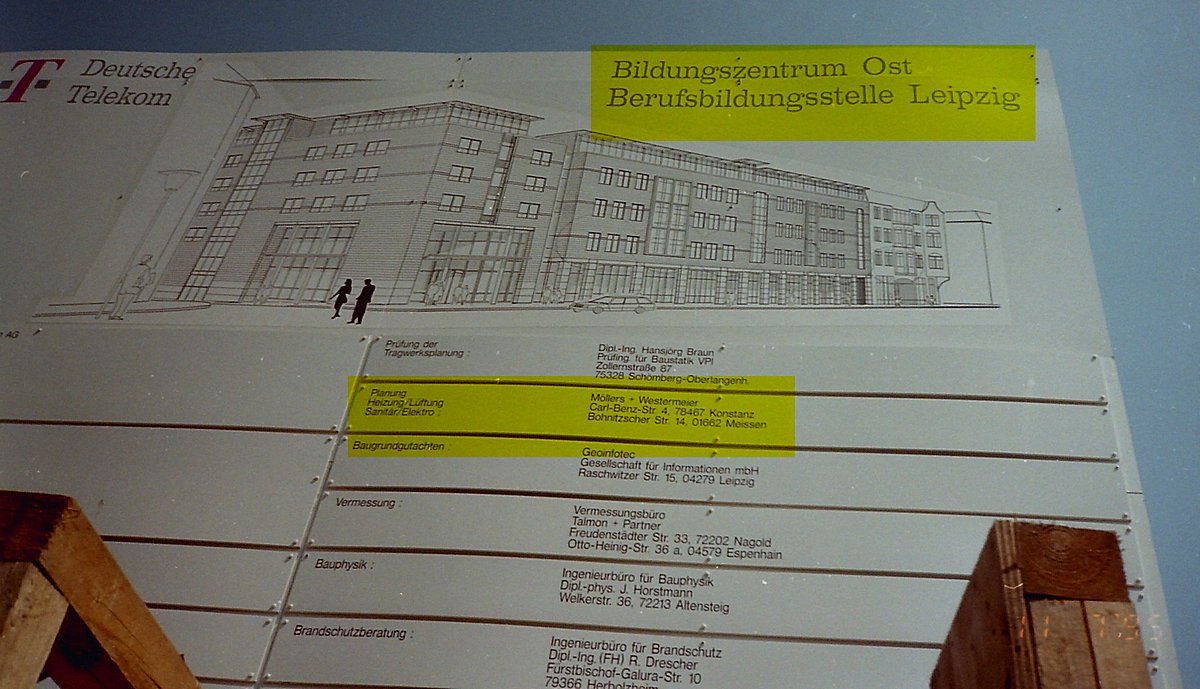 T
Deutsche
Telekom
Bildungszentrum Ost
Berufsbildungsstelle Leipzig
AG
Prüfung der
Tragwerksplanung :
Dipl.-Ing. Hansjörg Braun
Prüfing. für Baustatik VPI
Zollernstraße 87
75328 Schömberg-Oberlangenh.
Planung
Heizung/Lüftung
Sanitär/Elektro :
Möllers + Westermeier
Carl-Benz-Str. 4, 78467 Konstanz
Bohnitzscher Str. 14, 01662 Meissen
Baugrundgutachten :
Geoinfotec
Gesellschaft für Informationen mbH
Raschwitzer Str. 15, 04279 Leipzig
Vermessung :
Vermessungsbüro
Talmon + Partner
Freudenstädter Str. 33, 72202 Nagold
Otto-Heinig-Str. 36 a, 04579 Espenhain
Bauphysik :
Ingenieurbüro für Bauphysik
Dipl.-phys. J. Horstmann
Welkerstr. 36, 72213 Altensteig
Brandschutzberatung :
Ingenieurbüro für Brandschutz
Dipl.-Ing. (FH) R. Drescher
Fürstbischof-Galura-Str. 10
79366 Herbolzheim
11 7.95